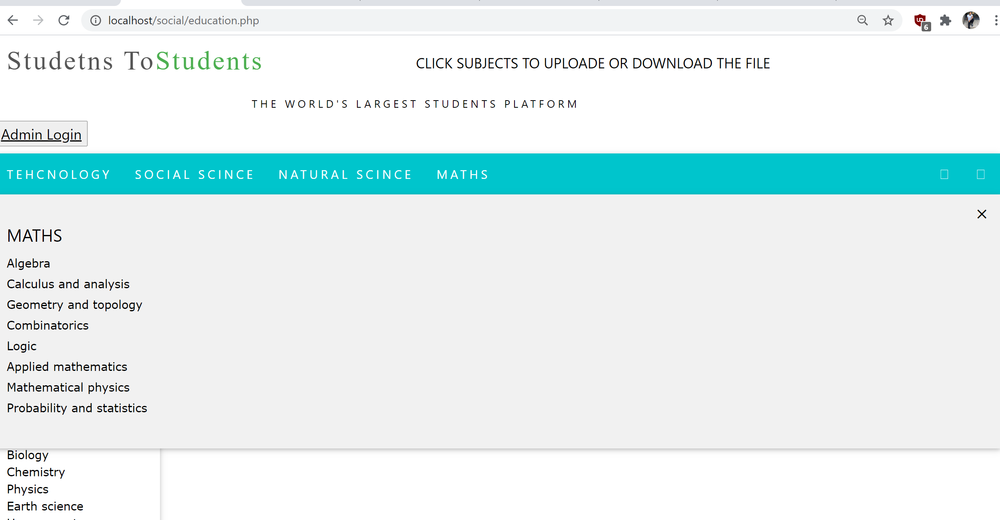 localhost/social/education.php
6
Studetns ToStudents
CLICK SUBJECTS TO UPLOADE OR DOWNLOAD THE FILE
THE WORLD'S LARGEST STUDENTS PLATFORM
Admin Login
TEHCNOLOGY SOCIAL SCINCE NATURAL SCINCE MATHS
MATHS
Algebra
Calculus and analysis
Geometry and topology
Combinatorics
Logic
Applied mathematics
Mathematical physics
Probability and statistics
Biology
Chemistry
Physics
Earth science